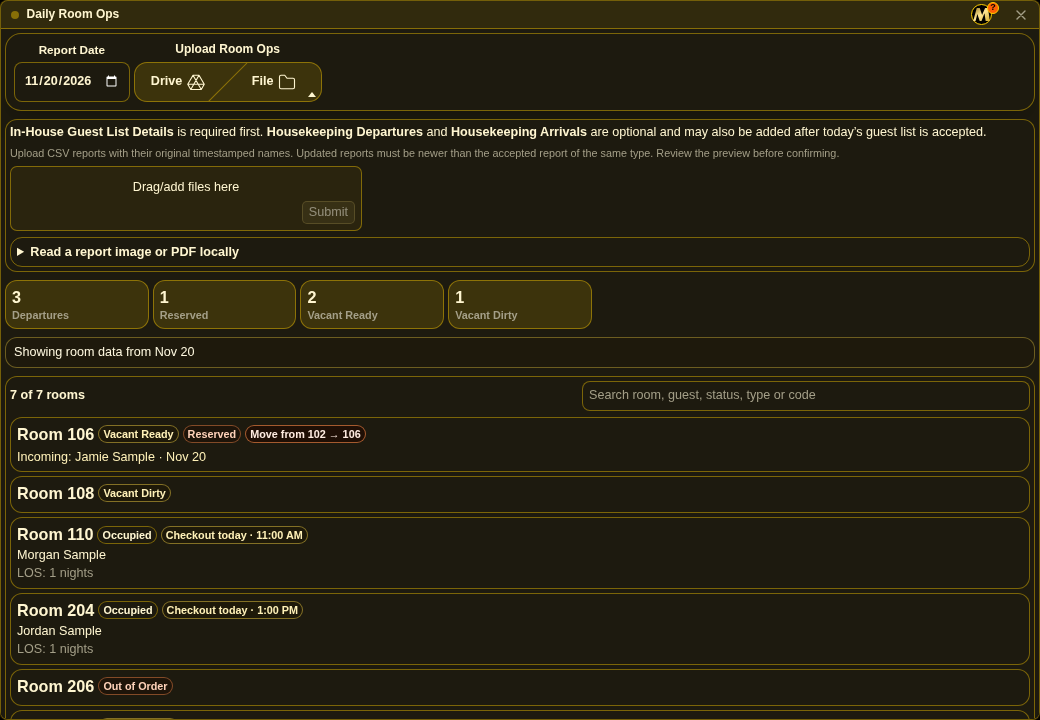 Daily Room Ops
M ?
Report Date
Upload Room Ops
11/20/2026
Drive
File
In-House Guest List Details is required first. Housekeeping Departures and Housekeeping Arrivals are optional and may also be added after today's guest list is accepted.
Upload CSV reports with their original timestamped names. Updated reports must be newer than the accepted report of the same type. Review the preview before confirming.
Drag/add files here
Submit
Read a report image or PDF locally
3
Departures
1
Reserved
2
Vacant Ready
1
Vacant Dirty
Showing room data from Nov 20
7 of 7 rooms
Search room, guest, status, type or code
Room 106 Vacant Ready Reserved Move from 102 → 106
Incoming: Jamie Sample · Nov 20
Room 108 Vacant Dirty
Room 110 Occupied Checkout today · 11:00 AM
Morgan Sample
LOS: 1 nights
Room 204 Occupied Checkout today · 1:00 PM
Jordan Sample
LOS: 1 nights
Room 206 Out of Order